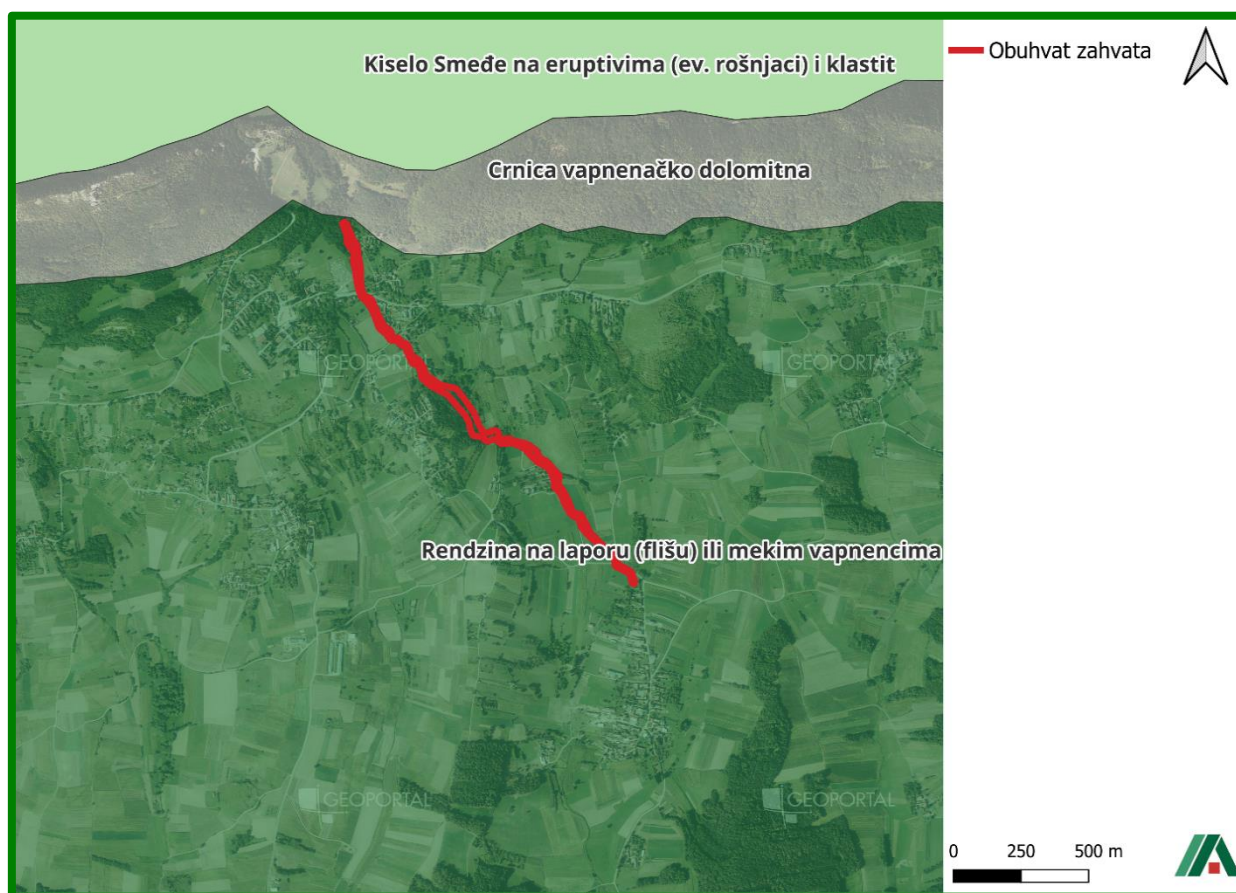 Kiselo Smeđe na eruptivima (ev. rošnjaci) i klastit
Obuhvat zahvata
Crnica vapnenačko dolomitna
GEOPORTAL
GEOPORTAL
Rendzina na laporu (flišu) ili mekim vapnencima
GEOPORTAL
GEOPORTAL
0 250 500 m